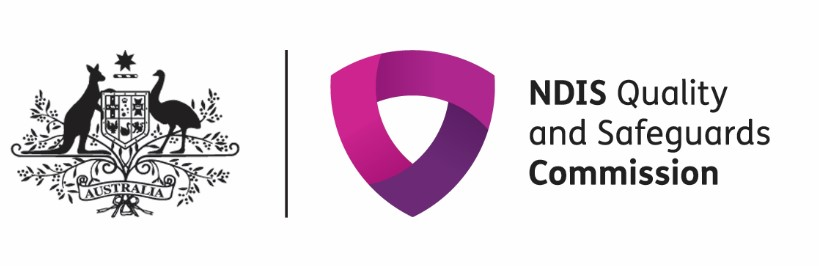 AUSTRALIA
NDIS Quality
and Safeguards
Commission